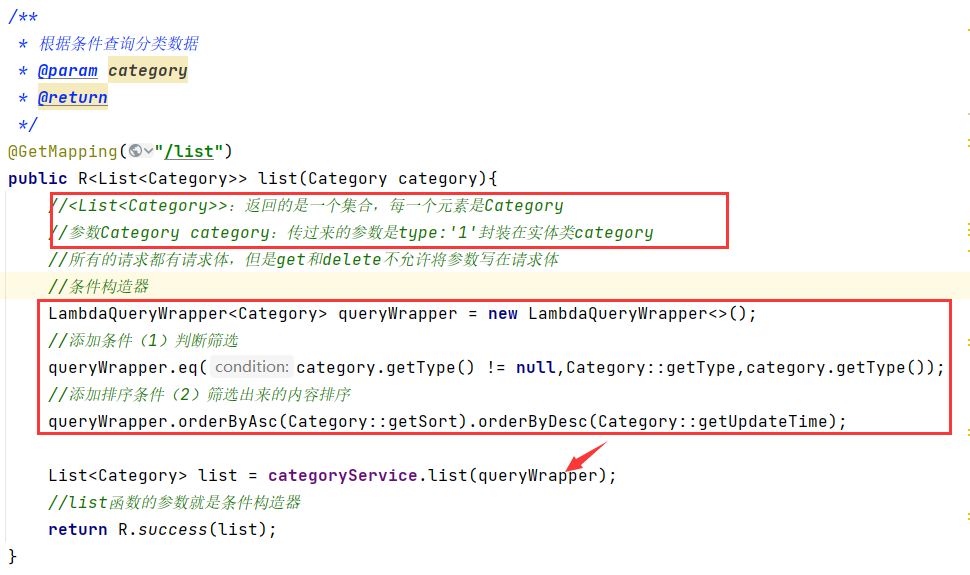 /**
 * 根据条件查询分类数据
 * @param category
 * @return
 */
@GetMapping("/list")
public R<List<Category>> list(Category category){
//<List<Category>>：返回的是一个集合，每一个元素是Category
//参数Category category：传过来的参数是type:'1'封装在实体类category
//所有的请求都有请求体，但是get和delete不允许将参数写在请求体
//条件构造器
LambdaQueryWrapper<Category> queryWrapper = new LambdaQueryWrapper<>();
//添加条件（1）判断筛选
queryWrapper.eq( condition: category.getType() != null,Category::getType,category.getType());
//添加排序条件（2）筛选出来的内容排序
queryWrapper.orderByAsc(Category::getSort).orderByDesc(Category::getUpdateTime);
List<Category> list = categoryService.list(queryWrapper);
//list函数的参数就是条件构造器
return R.success(list);
}